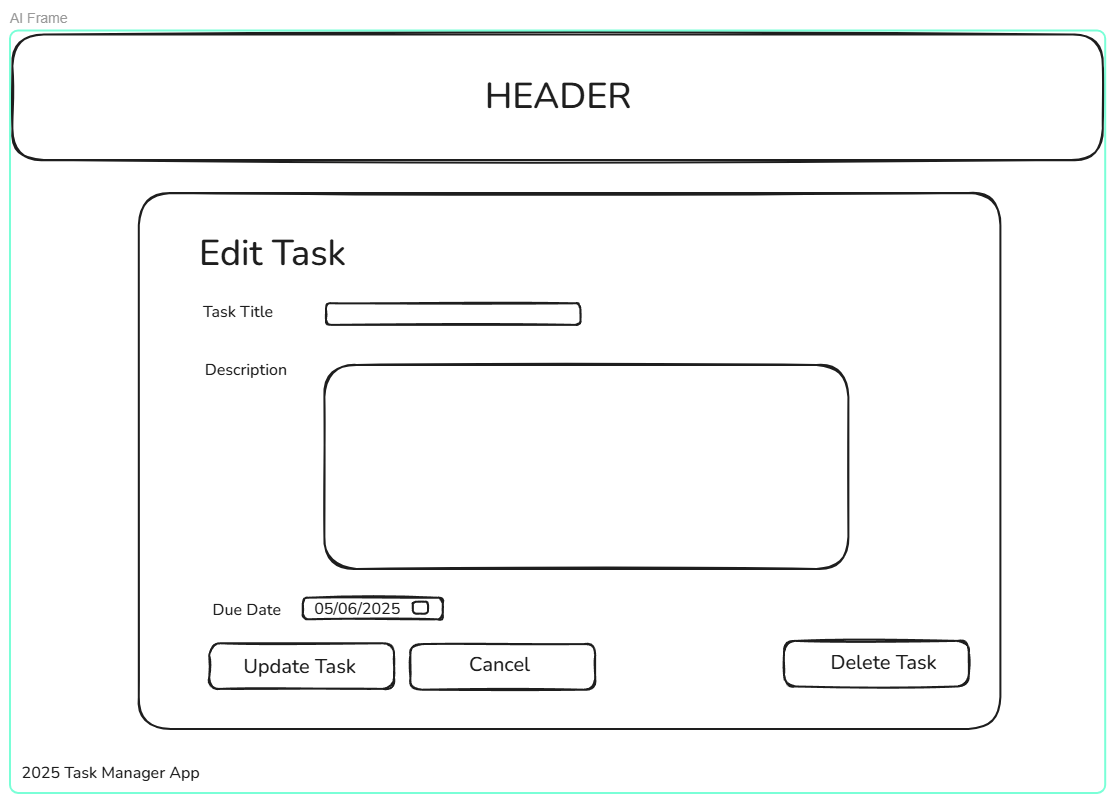 AI Frame
HEADER
Edit Task
Task Title
Description
Due Date
05/06/2025
Update Task
Cancel
Delete Task
2025 Task Manager App